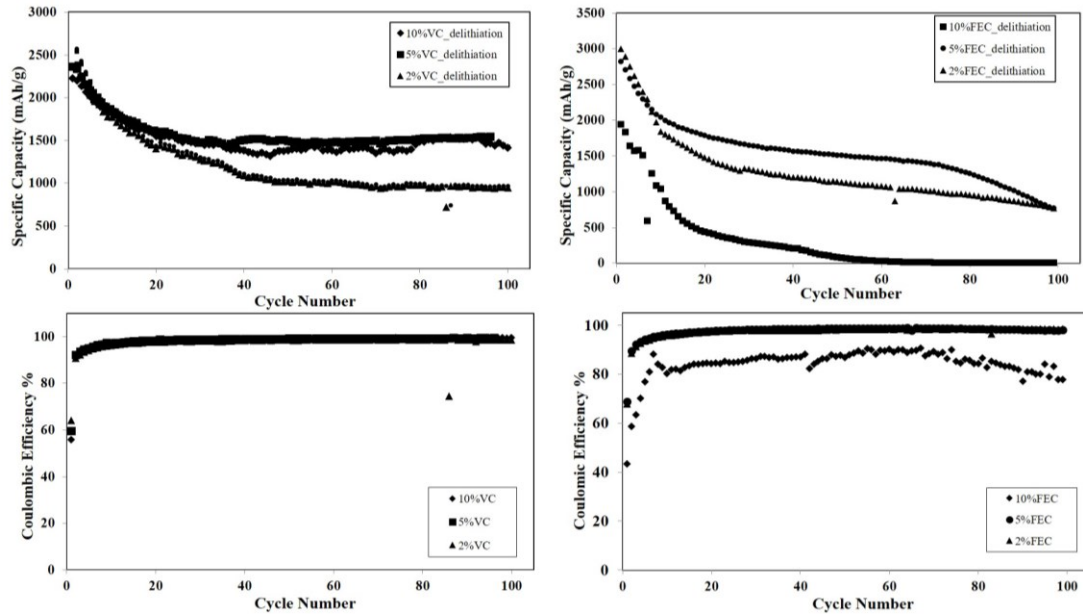 3000
2500
2000
1500
1000
500
0
Specific Capacity (mAh/g)
10%VC_delithiation
5%VC_delithiation
2%VC_delithiation
0 20 40 60 80 100
Cycle Number
3500
3000
2500
2000
1500
1000
500
0
Specific Capacity (mAh/g)
10%FEC_delithiation
5%FEC_delithiation
2%FEC_delithiation
0 20 40 60 80 100
Cycle Number
100
80
60
40
20
0
Coulombic Efficiency %
10%VC
5%VC
2%VC
0 20 40 60 80 100
Cycle Number
100
80
60
40
20
0
Coulomic Efficiency %
10%FEC
5%FEC
2%FEC
0 20 40 60 80 100
Cycle Number